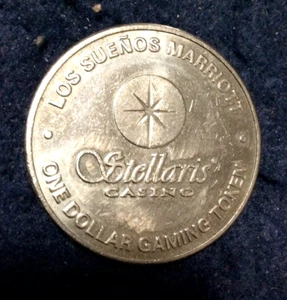 · LOS SUEÑOS MARRIOTT ·
Stellaris
CASINO
ONE DOLLAR GAMING TOKEN